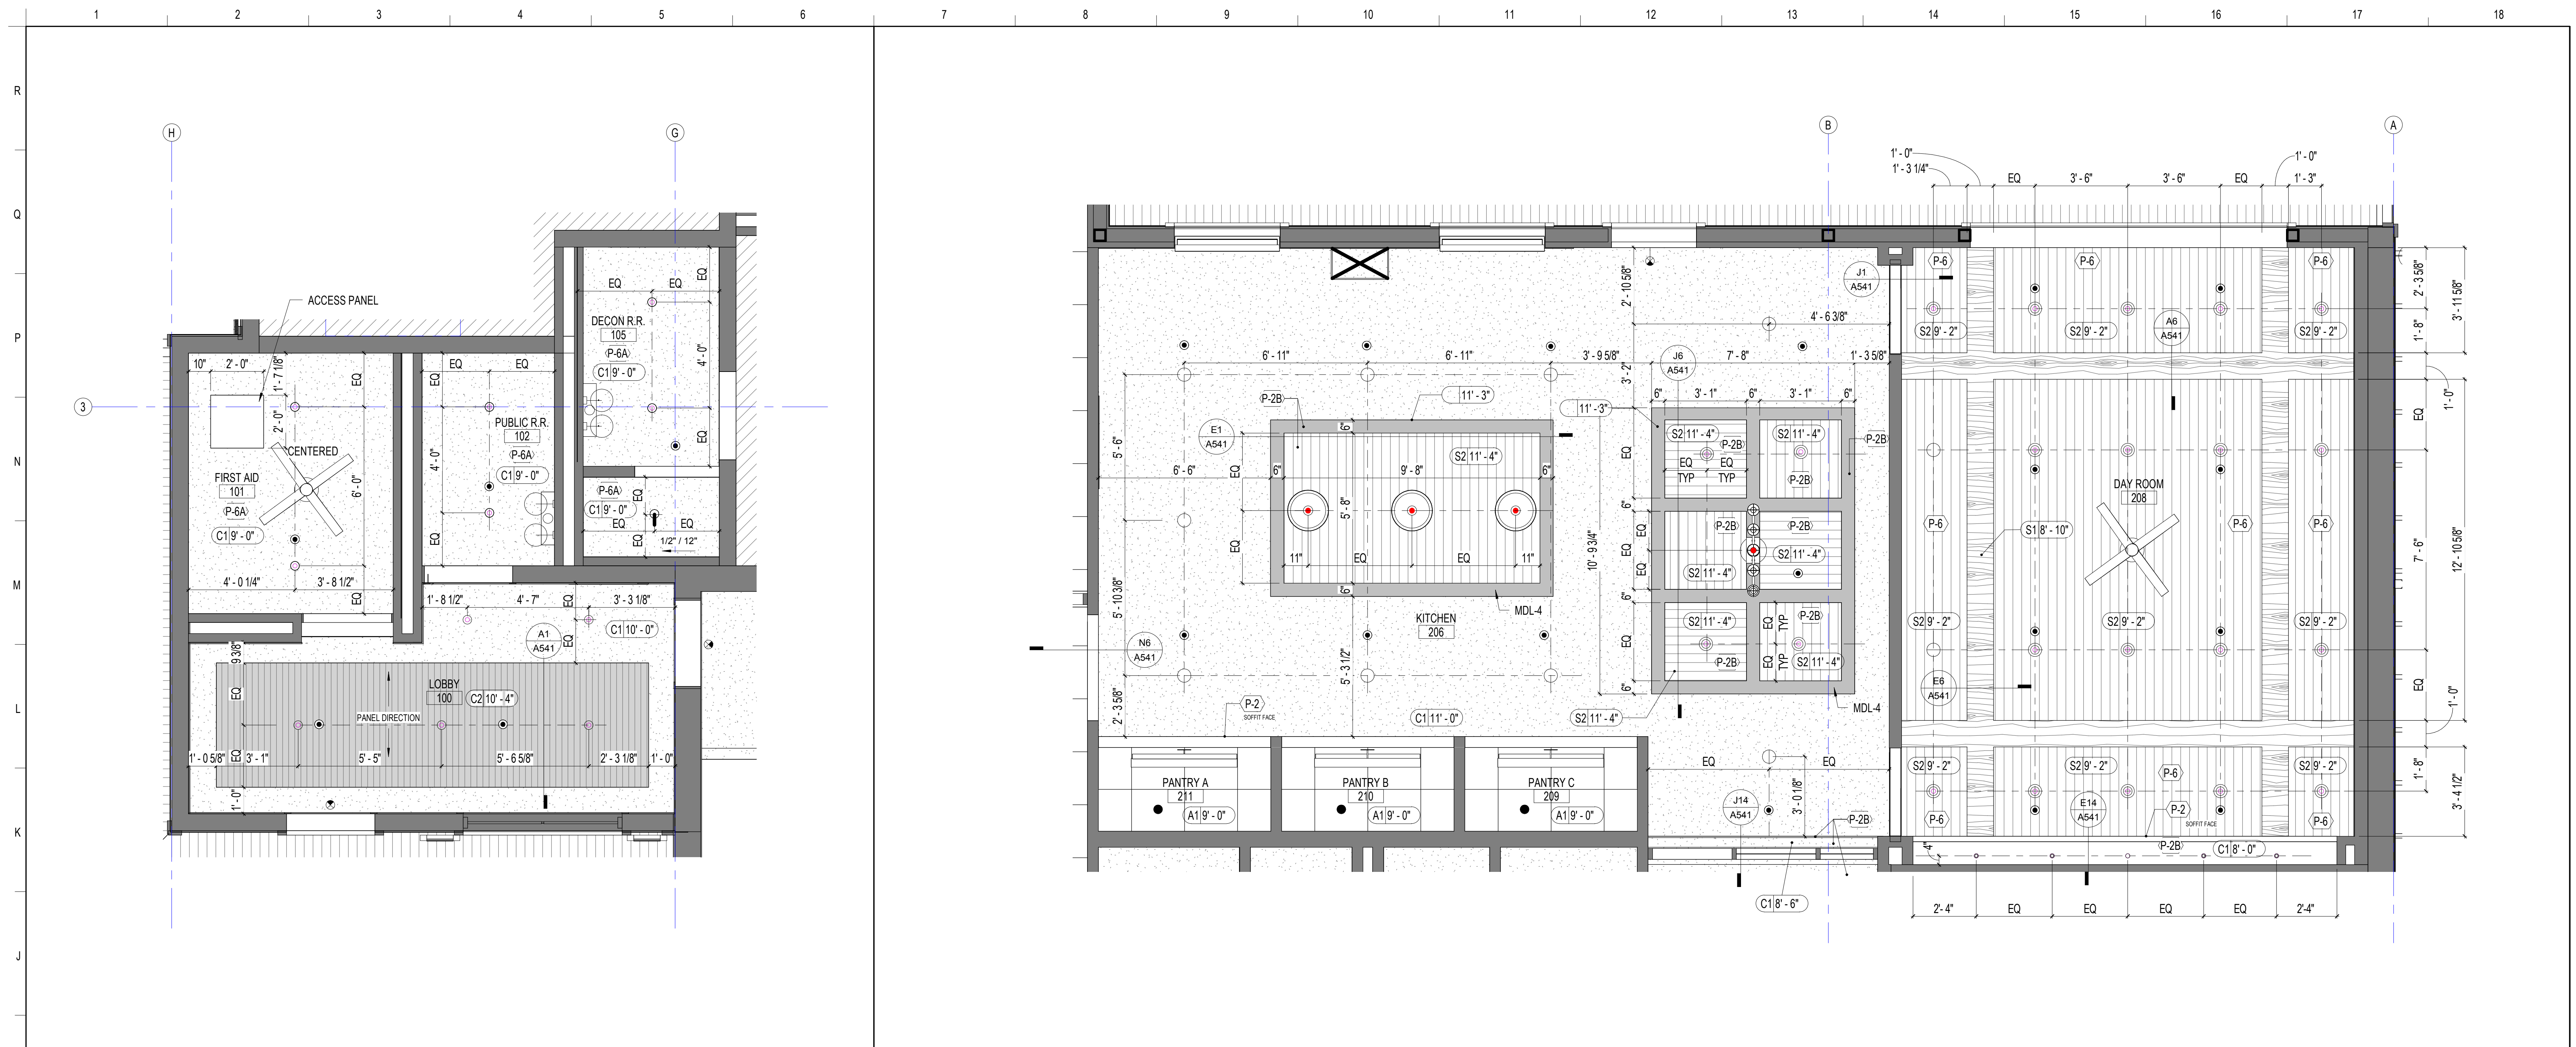 1 2 3 4 5 6 7 8 9 10 11 12 13 14 15 16 17 18
R
Q
P
N
M
L
K
J
H
G
3
ACCESS PANEL
10"
2' - 0"
1' - 7 1/8"
2' - 0"
EQ
6' - 0"
EQ
CENTERED
FIRST AID
101
P-6A
C1 9' - 0"
4' - 0 1/4"
3' - 8 1/2"
EQ
EQ
EQ
4' - 0"
EQ
PUBLIC R.R.
102
P-6A
C1 9' - 0"
EQ
EQ
EQ
4' - 0"
EQ
DECON R.R.
105
P-6A
C1 9' - 0"
P-6A
C1 9' - 0"
EQ
EQ
EQ
EQ
1/2" / 12"
1' - 8 1/2"
4' - 7"
3' - 3 1/8"
EQ
EQ
C1 10' - 0"
A1
A541
9 3/8"
EQ
EQ
1' - 0"
LOBBY
100
C2 10' - 4"
PANEL DIRECTION
1' - 0 5/8"
3' - 1"
5' - 5"
5' - 6 5/8"
2' - 3 1/8"
1' - 0"
B
A
2' - 10 5/8"
J1
A541
4' - 6 3/8"
6' - 11"
6' - 11"
3' - 9 5/8"
J6
A541
7' - 8"
1' - 3 5/8"
3' - 2"
6"
3' - 1"
6"
3' - 1"
6"
P-2B
11' - 3"
11' - 3"
E1
A541
6"
S2 11' - 4"
5' - 6"
6' - 6"
6"
9' - 8"
6"
EQ
EQ
5' - 8"
11"
EQ
EQ
11"
6"
MDL-4
5' - 10 3/8"
10' - 9 3/4"
KITCHEN
206
N6
A541
5' - 3 1/2"
2' - 3 5/8"
P-2
SOFFIT FACE
C1 11' - 0"
S2 11' - 4"
S2 11' - 4"
P-2B
EQ
EQ
TYP
TYP
S2 11' - 4"
P-2B
P-2B
EQ
6"
EQ
EQ
6"
EQ
6"
P-2B
S2 11' - 4"
P-2B
S2 11' - 4"
S2 11' - 4"
P-2B
EQ
TYP
EQ
TYP
P-2B
S2 11' - 4"
MDL-4
PANTRY A
211
A1 9' - 0"
PANTRY B
210
A1 9' - 0"
PANTRY C
209
A1 9' - 0"
EQ
EQ
3' - 0 1/8"
J14
A541
P-2B
C1 8' - 6"
1' - 0"
1' - 3 1/4"
EQ
3' - 6"
3' - 6"
EQ
1' - 0"
1' - 3"
P-6
P-6
P-6
S2 9' - 2"
S2 9' - 2"
A6
A541
S2 9' - 2"
2' - 3 5/8"
3' - 11 5/8"
1' - 8"
1' - 0"
EQ
7' - 6"
12' - 10 5/8"
EQ
1' - 0"
1' - 8"
3' - 4 1/2"
DAY ROOM
208
P-6
S1 8' - 10"
P-6
P-6
S2 9' - 2"
S2 9' - 2"
S2 9' - 2"
E6
A541
S2 9' - 2"
S2 9' - 2"
S2 9' - 2"
P-6
P-6
E14
A541
P-2
SOFFIT FACE
P-6
P-2B
C1 8' - 0"
4"
2' - 4"
EQ
EQ
EQ
EQ
2'-4"